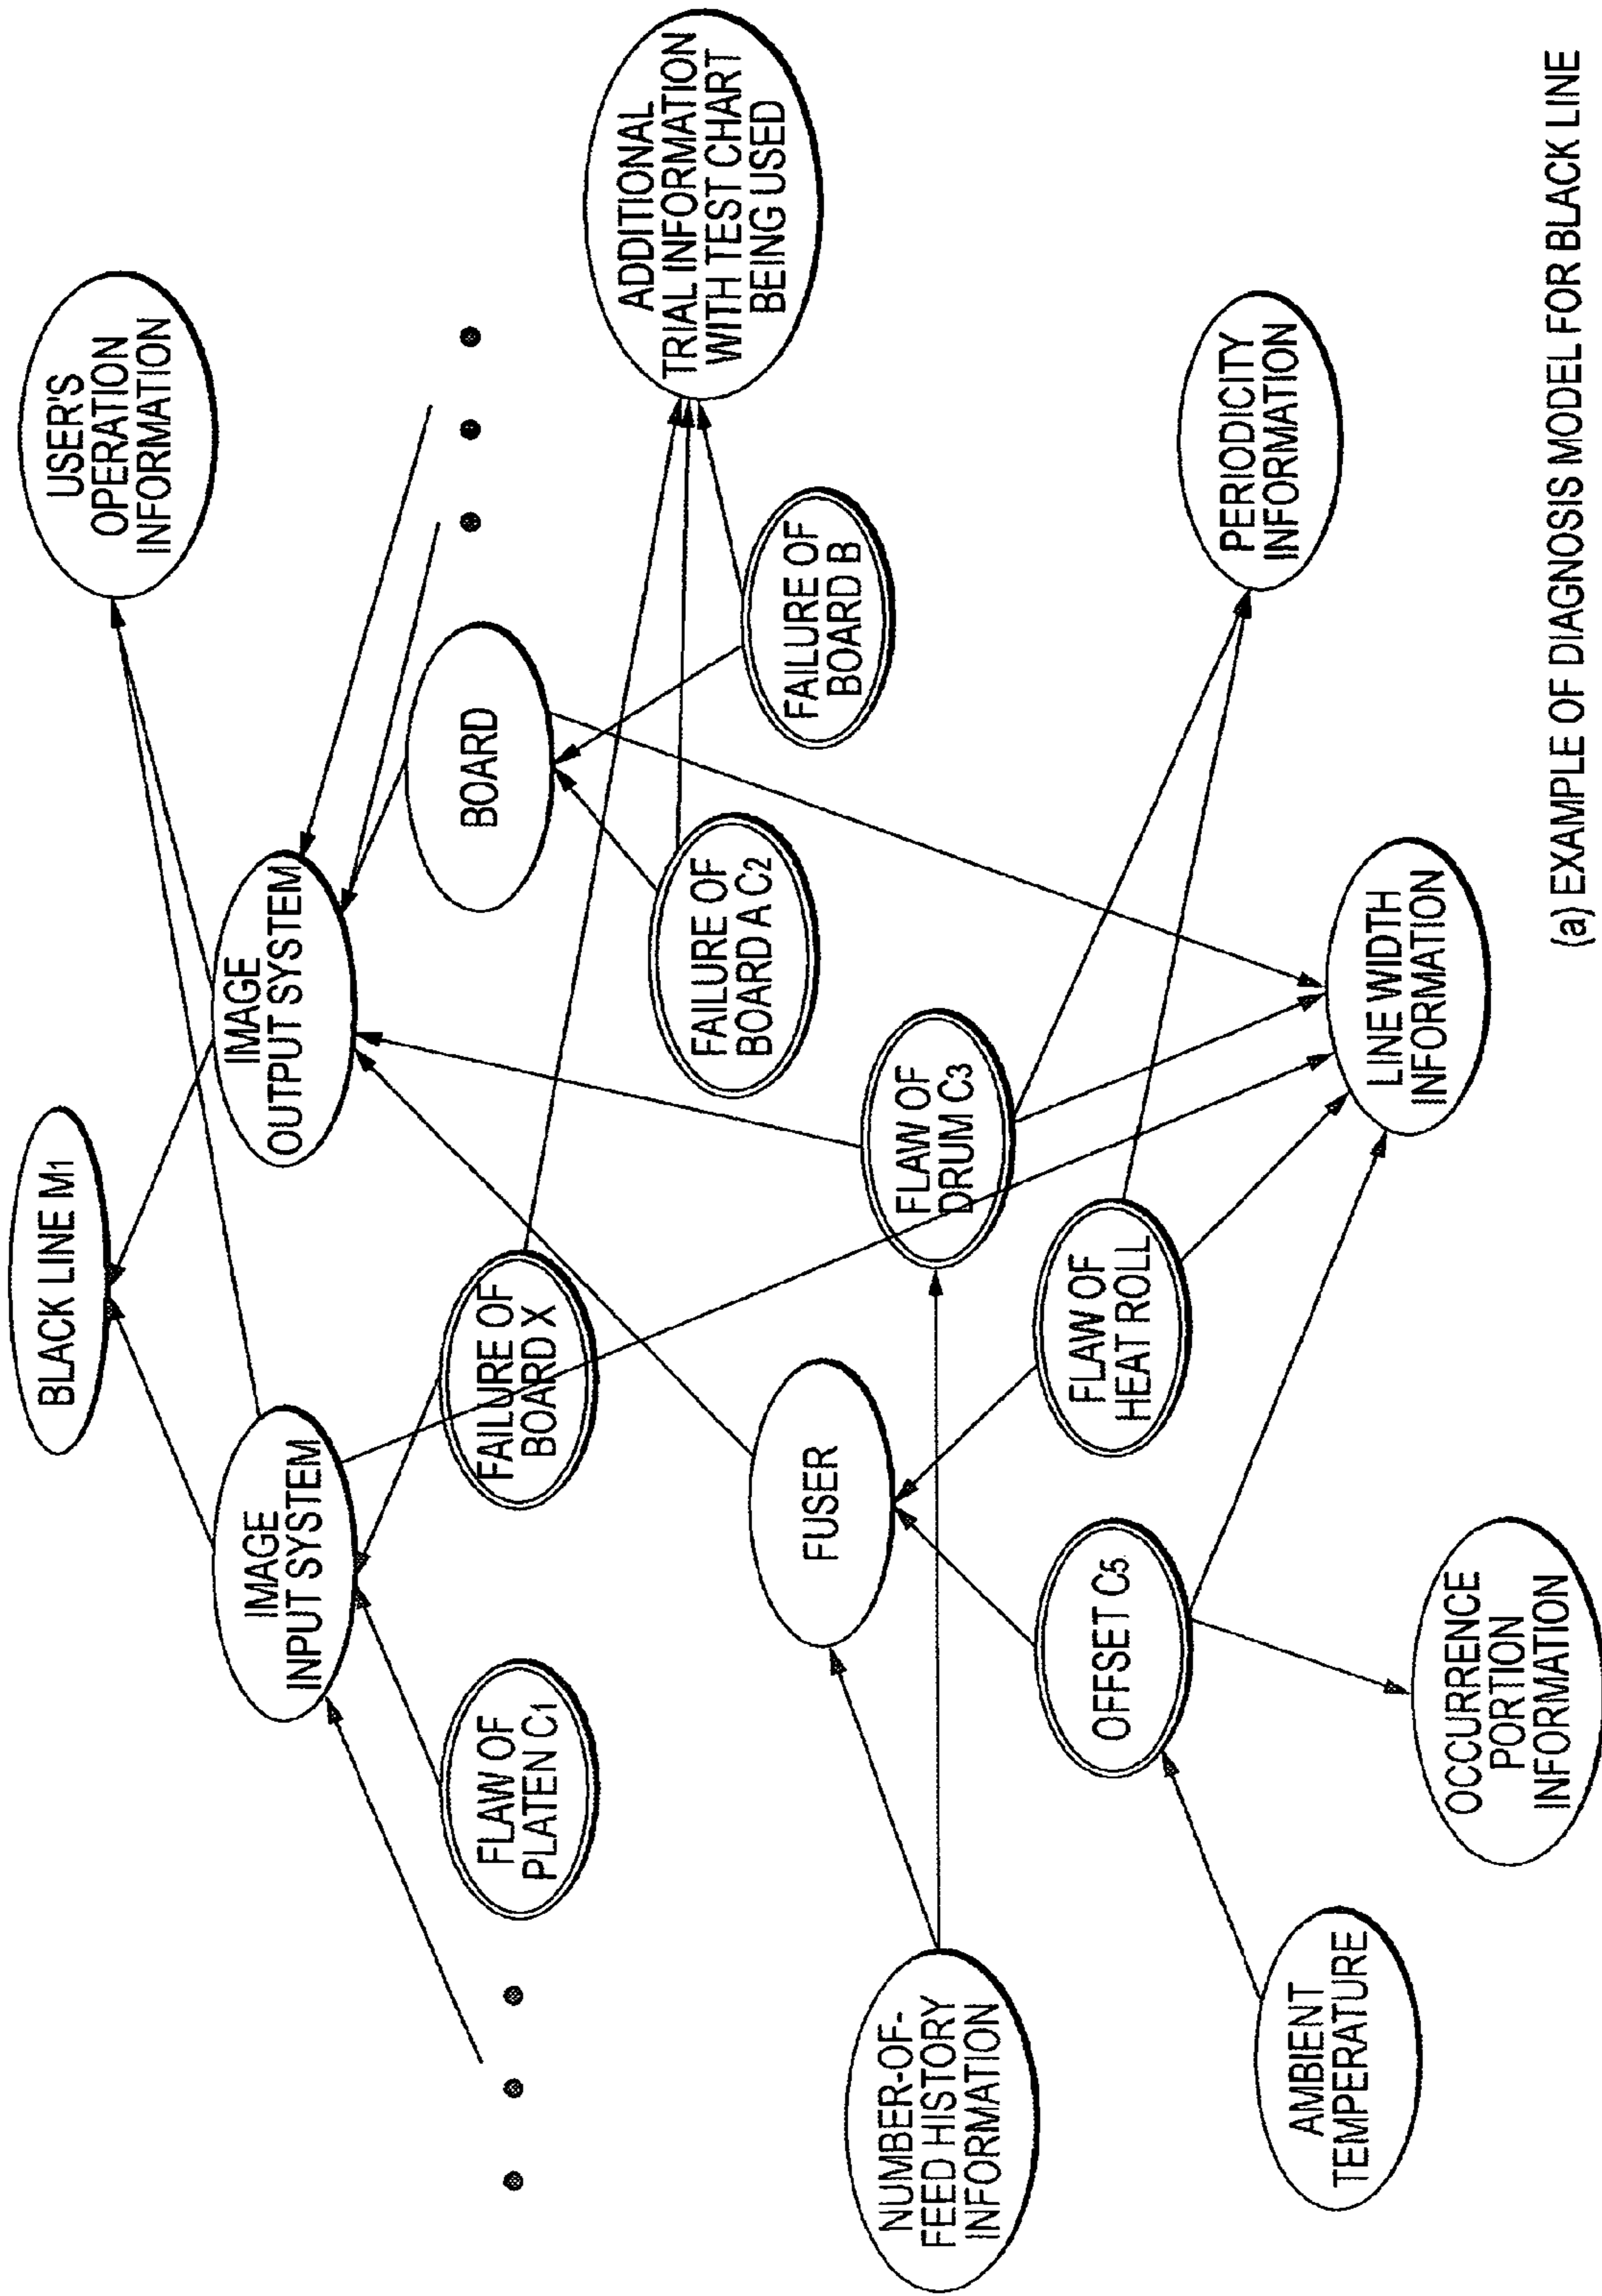 BLACK LINE M1
USER'S
OPERATION
INFORMATION
IMAGE
INPUT SYSTEM
IMAGE
OUTPUT SYSTEM
FLAW OF
PLATEN C1
FAILURE OF
BOARD X
BOARD
ADDITIONAL
TRIAL INFORMATION
WITH TEST CHART
BEING USED
FAILURE OF
BOARD A C2
FAILURE OF
BOARD B
NUMBER-OF-
FEED HISTORY
INFORMATION
FUSER
FLAW OF
DRUM C3
OFFSET C5
FLAW OF
HEAT ROLL
PERIODICITY
INFORMATION
AMBIENT
TEMPERATURE
OCCURRENCE
PORTION
INFORMATION
LINE WIDTH
INFORMATION
(a) EXAMPLE OF DIAGNOSIS MODEL FOR BLACK LINE